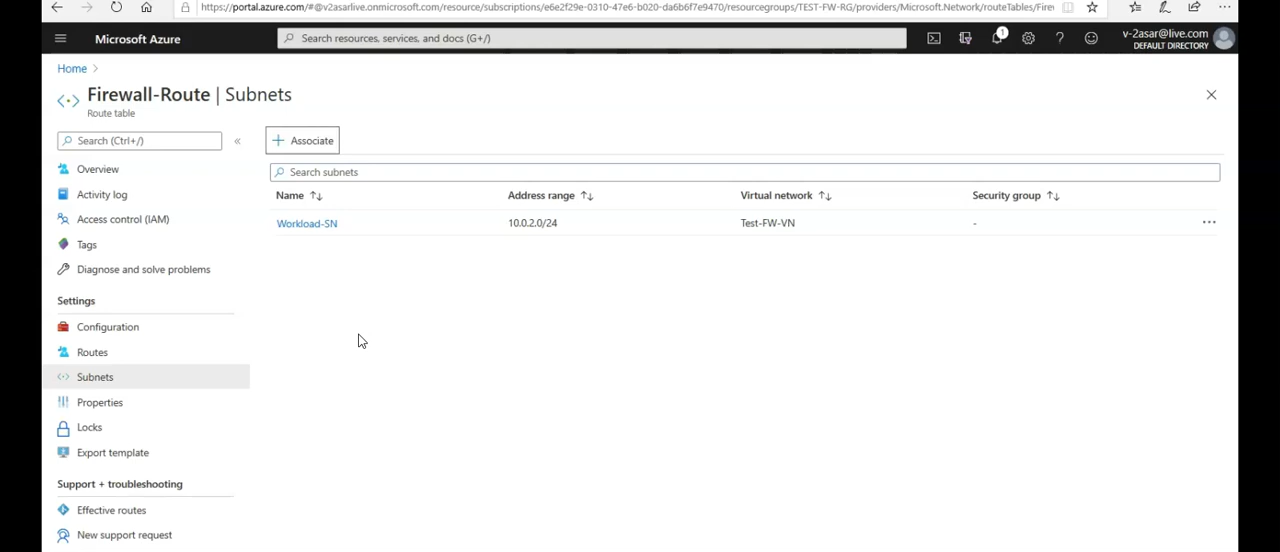 https://portal.azure.com/#@v2asarlive.onmicrosoft.com/resource/subscriptions/e6e2f29e-0310-47e6-b020-da6b6f7e9470/resourcegroups/TEST-FW-RG/providers/Microsoft.Network/routeTables/Firev
Microsoft Azure
Search resources, services, and docs (G+/)
1
v-2asar@live.com
DEFAULT DIRECTORY
Home >
Firewall-Route | Subnets
Route table
Search (Ctrl+/)
«
Associate
Search subnets
Name
Address range
Virtual network
Security group
Workload-SN
10.0.2.0/24
Test-FW-VN
-
Overview
Activity log
Access control (IAM)
Tags
Diagnose and solve problems
Settings
Configuration
Routes
Subnets
Properties
Locks
Export template
Support + troubleshooting
Effective routes
New support request